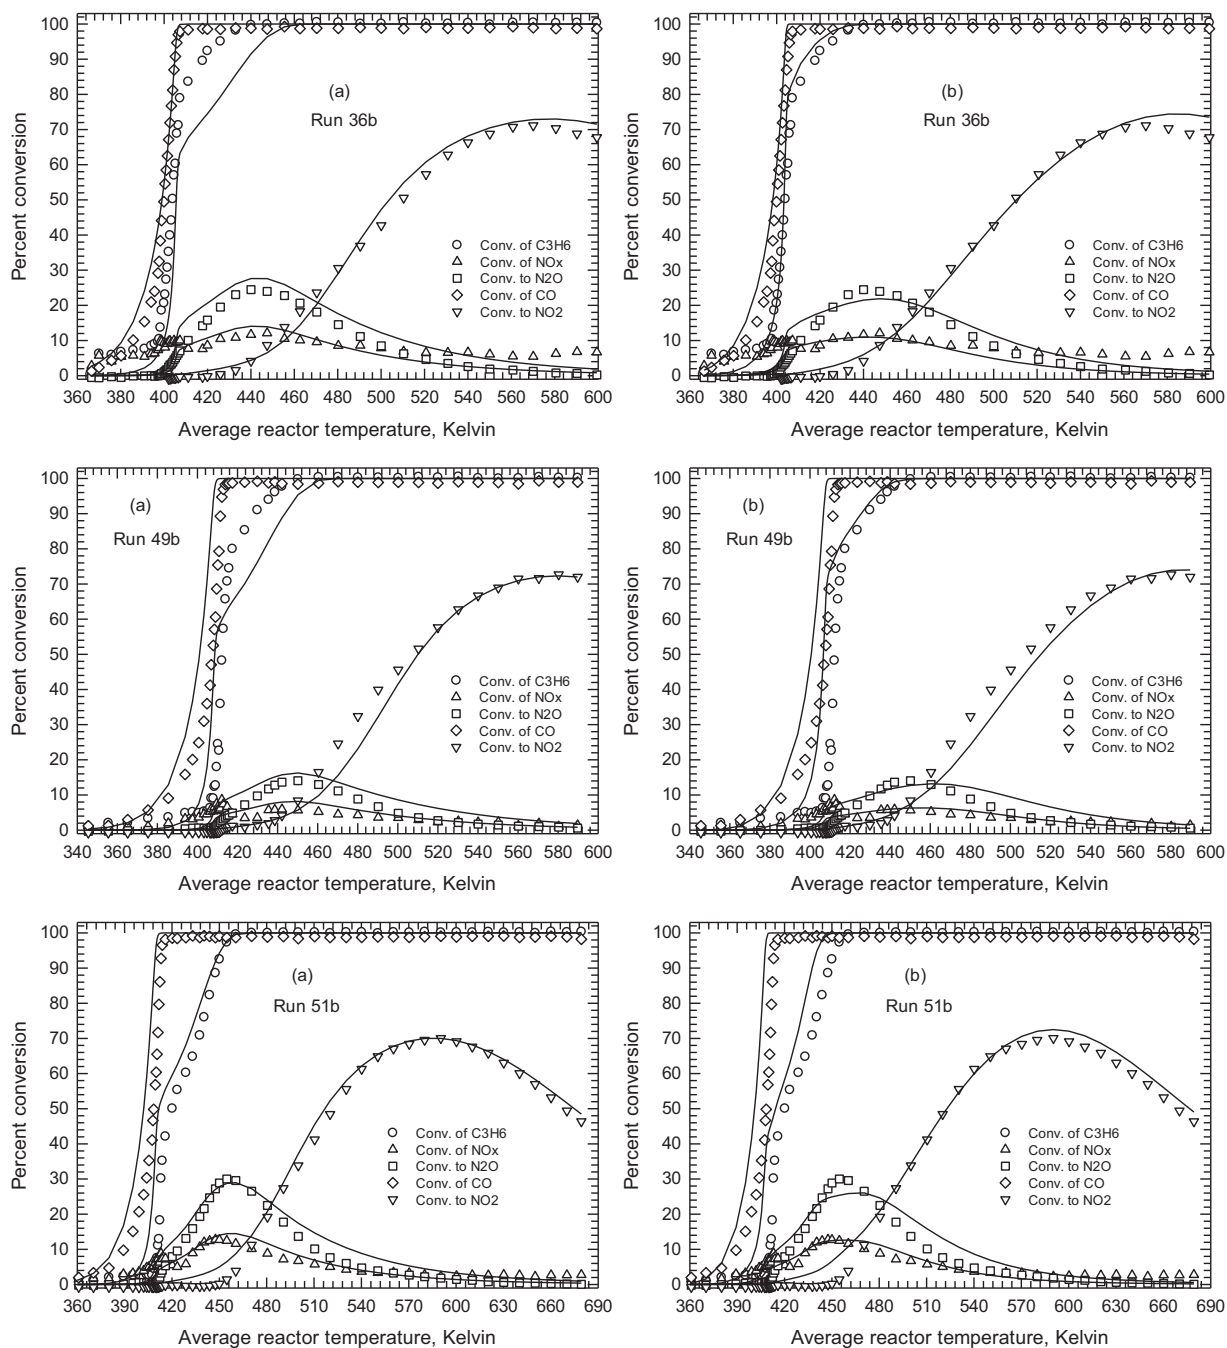 100
90
80
70
60
50
40
30
20
10
0
Percent conversion
(a)
Run 36b
Conv. of C3H6
Conv. of NOx
Conv. to N2O
Conv. of CO
Conv. to NO2
360 380 400 420 440 460 480 500 520 540 560 580 600
Average reactor temperature, Kelvin
100
90
80
70
60
50
40
30
20
10
0
Percent conversion
(b)
Run 36b
Conv. of C3H6
Conv. of NOx
Conv. to N2O
Conv. of CO
Conv. to NO2
360 380 400 420 440 460 480 500 520 540 560 580 600
Average reactor temperature, Kelvin
100
90
80
70
60
50
40
30
20
10
0
Percent conversion
(a)
Run 49b
Conv. of C3H6
Conv. of NOx
Conv. to N2O
Conv. of CO
Conv. to NO2
340 360 380 400 420 440 460 480 500 520 540 560 580 600
Average reactor temperature, Kelvin
100
90
80
70
60
50
40
30
20
10
0
Percent conversion
(b)
Run 49b
Conv. of C3H6
Conv. of NOx
Conv. to N2O
Conv. of CO
Conv. to NO2
340 360 380 400 420 440 460 480 500 520 540 560 580 600
Average reactor temperature, Kelvin
100
90
80
70
60
50
40
30
20
10
0
Percent conversion
(a)
Run 51b
Conv. of C3H6
Conv. of NOx
Conv. to N2O
Conv. of CO
Conv. to NO2
360 390 420 450 480 510 540 570 600 630 660 690
Average reactor temperature, Kelvin
100
90
80
70
60
50
40
30
20
10
0
Percent conversion
(b)
Run 51b
Conv. of C3H6
Conv. of NOx
Conv. to N2O
Conv. of CO
Conv. to NO2
360 390 420 450 480 510 540 570 600 630 660 690
Average reactor temperature, Kelvin